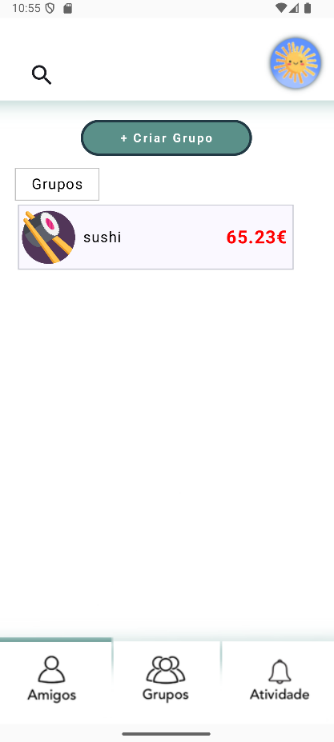 10:55
+ Criar Grupo
Grupos
sushi 65.23€
Amigos Grupos Atividade